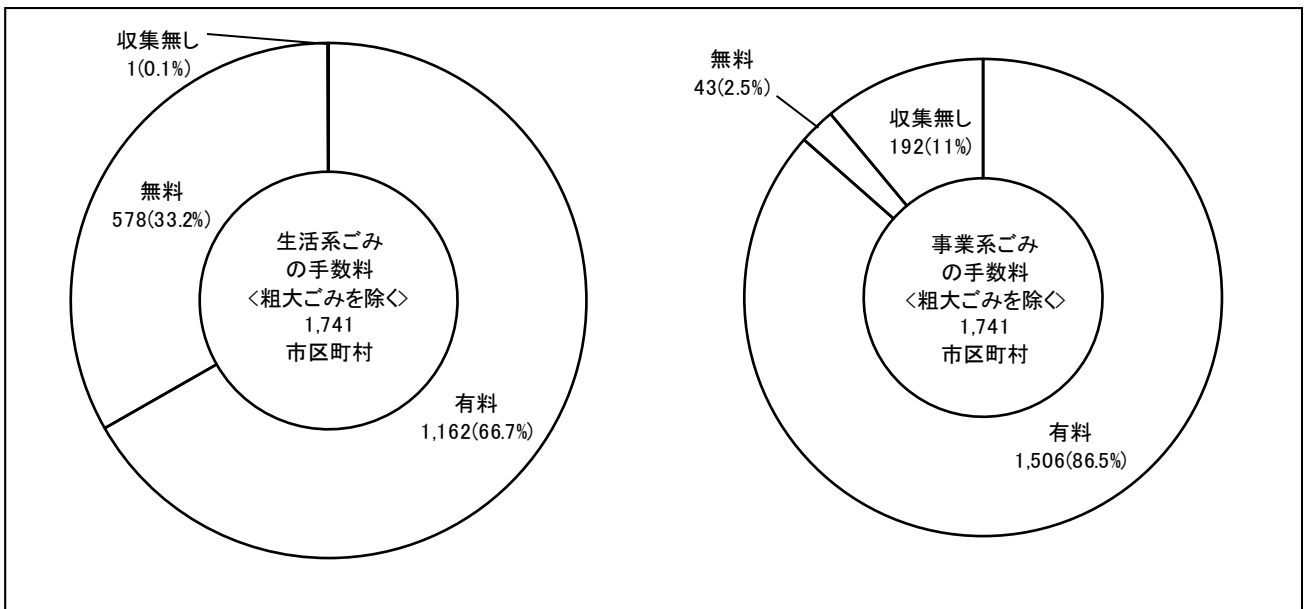 収集無し
1(0.1%)
無料
578(33.2%)
生活系ごみ
の手数料
<粗大ごみを除く>
1,741
市区町村
有料
1,162(66.7%)
無料
43(2.5%)
収集無し
192(11%)
事業系ごみ
の手数料
<粗大ごみを除く>
1,741
市区町村
有料
1,506(86.5%)